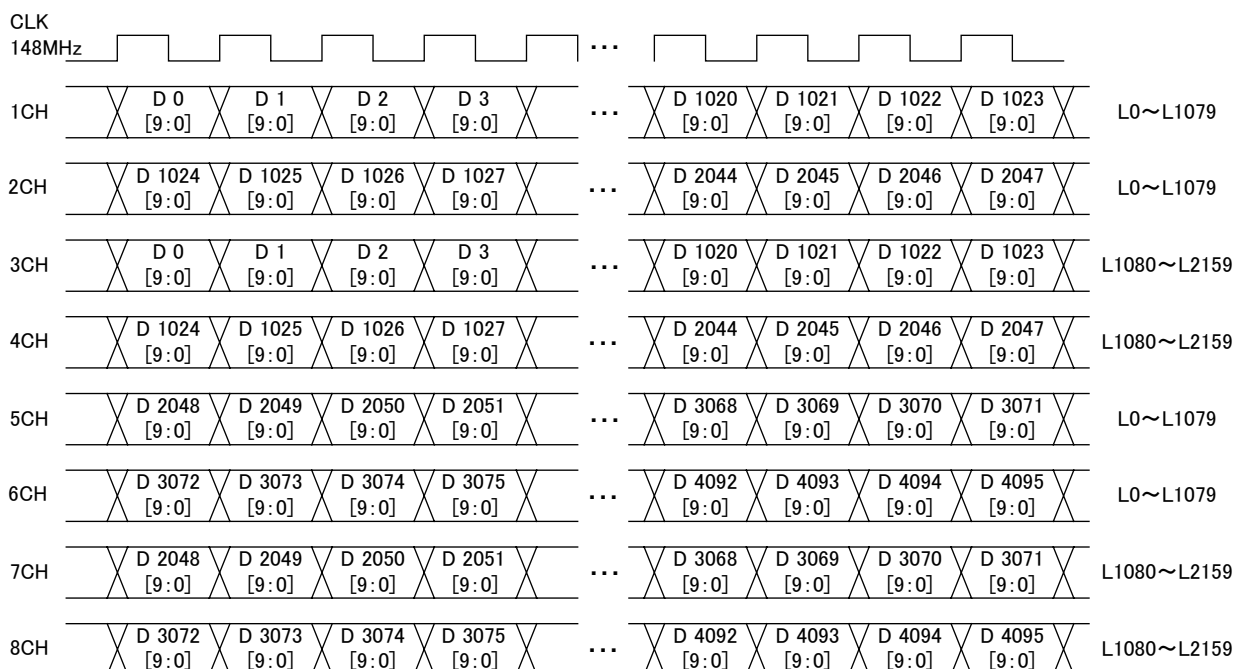 CLK
148MHz
...
1CH D 0 D 1 D 2 D 3 ... D 1020 D 1021 D 1022 D 1023 L0～L1079
[9:0] [9:0] [9:0] [9:0] [9:0] [9:0] [9:0] [9:0]
2CH D 1024 D 1025 D 1026 D 1027 ... D 2044 D 2045 D 2046 D 2047 L0～L1079
[9:0] [9:0] [9:0] [9:0] [9:0] [9:0] [9:0] [9:0]
3CH D 0 D 1 D 2 D 3 ... D 1020 D 1021 D 1022 D 1023 L1080～L2159
[9:0] [9:0] [9:0] [9:0] [9:0] [9:0] [9:0] [9:0]
4CH D 1024 D 1025 D 1026 D 1027 ... D 2044 D 2045 D 2046 D 2047 L1080～L2159
[9:0] [9:0] [9:0] [9:0] [9:0] [9:0] [9:0] [9:0]
5CH D 2048 D 2049 D 2050 D 2051 ... D 3068 D 3069 D 3070 D 3071 L0～L1079
[9:0] [9:0] [9:0] [9:0] [9:0] [9:0] [9:0] [9:0]
6CH D 3072 D 3073 D 3074 D 3075 ... D 4092 D 4093 D 4094 D 4095 L0～L1079
[9:0] [9:0] [9:0] [9:0] [9:0] [9:0] [9:0] [9:0]
7CH D 2048 D 2049 D 2050 D 2051 ... D 3068 D 3069 D 3070 D 3071 L1080～L2159
[9:0] [9:0] [9:0] [9:0] [9:0] [9:0] [9:0] [9:0]
8CH D 3072 D 3073 D 3074 D 3075 ... D 4092 D 4093 D 4094 D 4095 L1080～L2159
[9:0] [9:0] [9:0] [9:0] [9:0] [9:0] [9:0] [9:0]